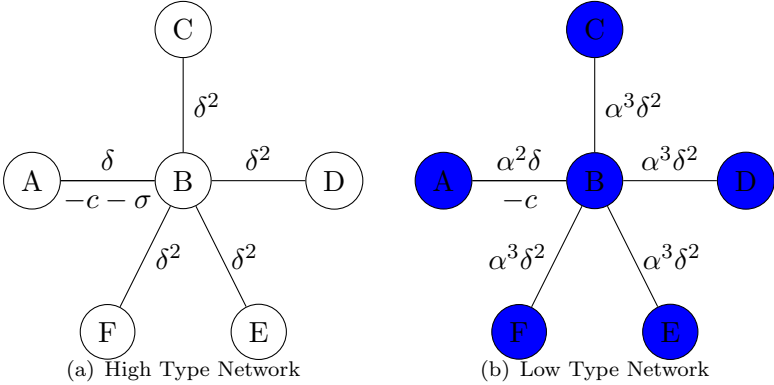 C C
δ² α³δ²
A δ B δ² D A α²δ B α³δ² D
−c − σ −c
δ² δ² α³δ² α³δ²
F E F E
(a) High Type Network (b) Low Type Network